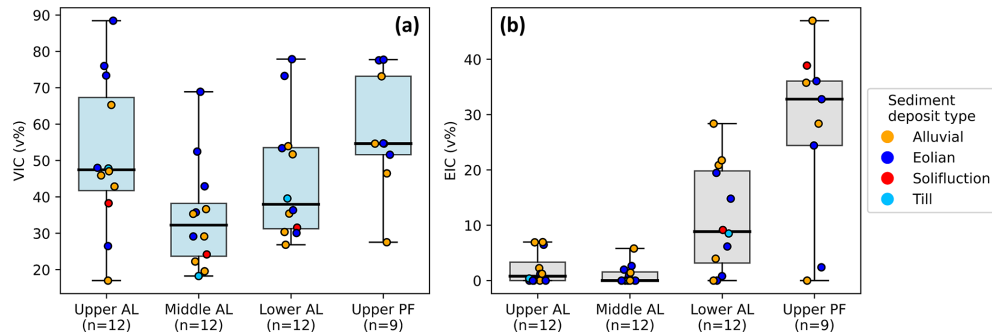 (a)
VIC (v%)
90
80
70
60
50
40
30
20
Upper AL Middle AL Lower AL Upper PF
(n=12) (n=12) (n=12) (n=9)
(b)
EIC (v%)
40
30
20
10
0
Upper AL Middle AL Lower AL Upper PF
(n=12) (n=12) (n=12) (n=9)
Sediment
deposit type
Alluvial
Eolian
Solifluction
Till